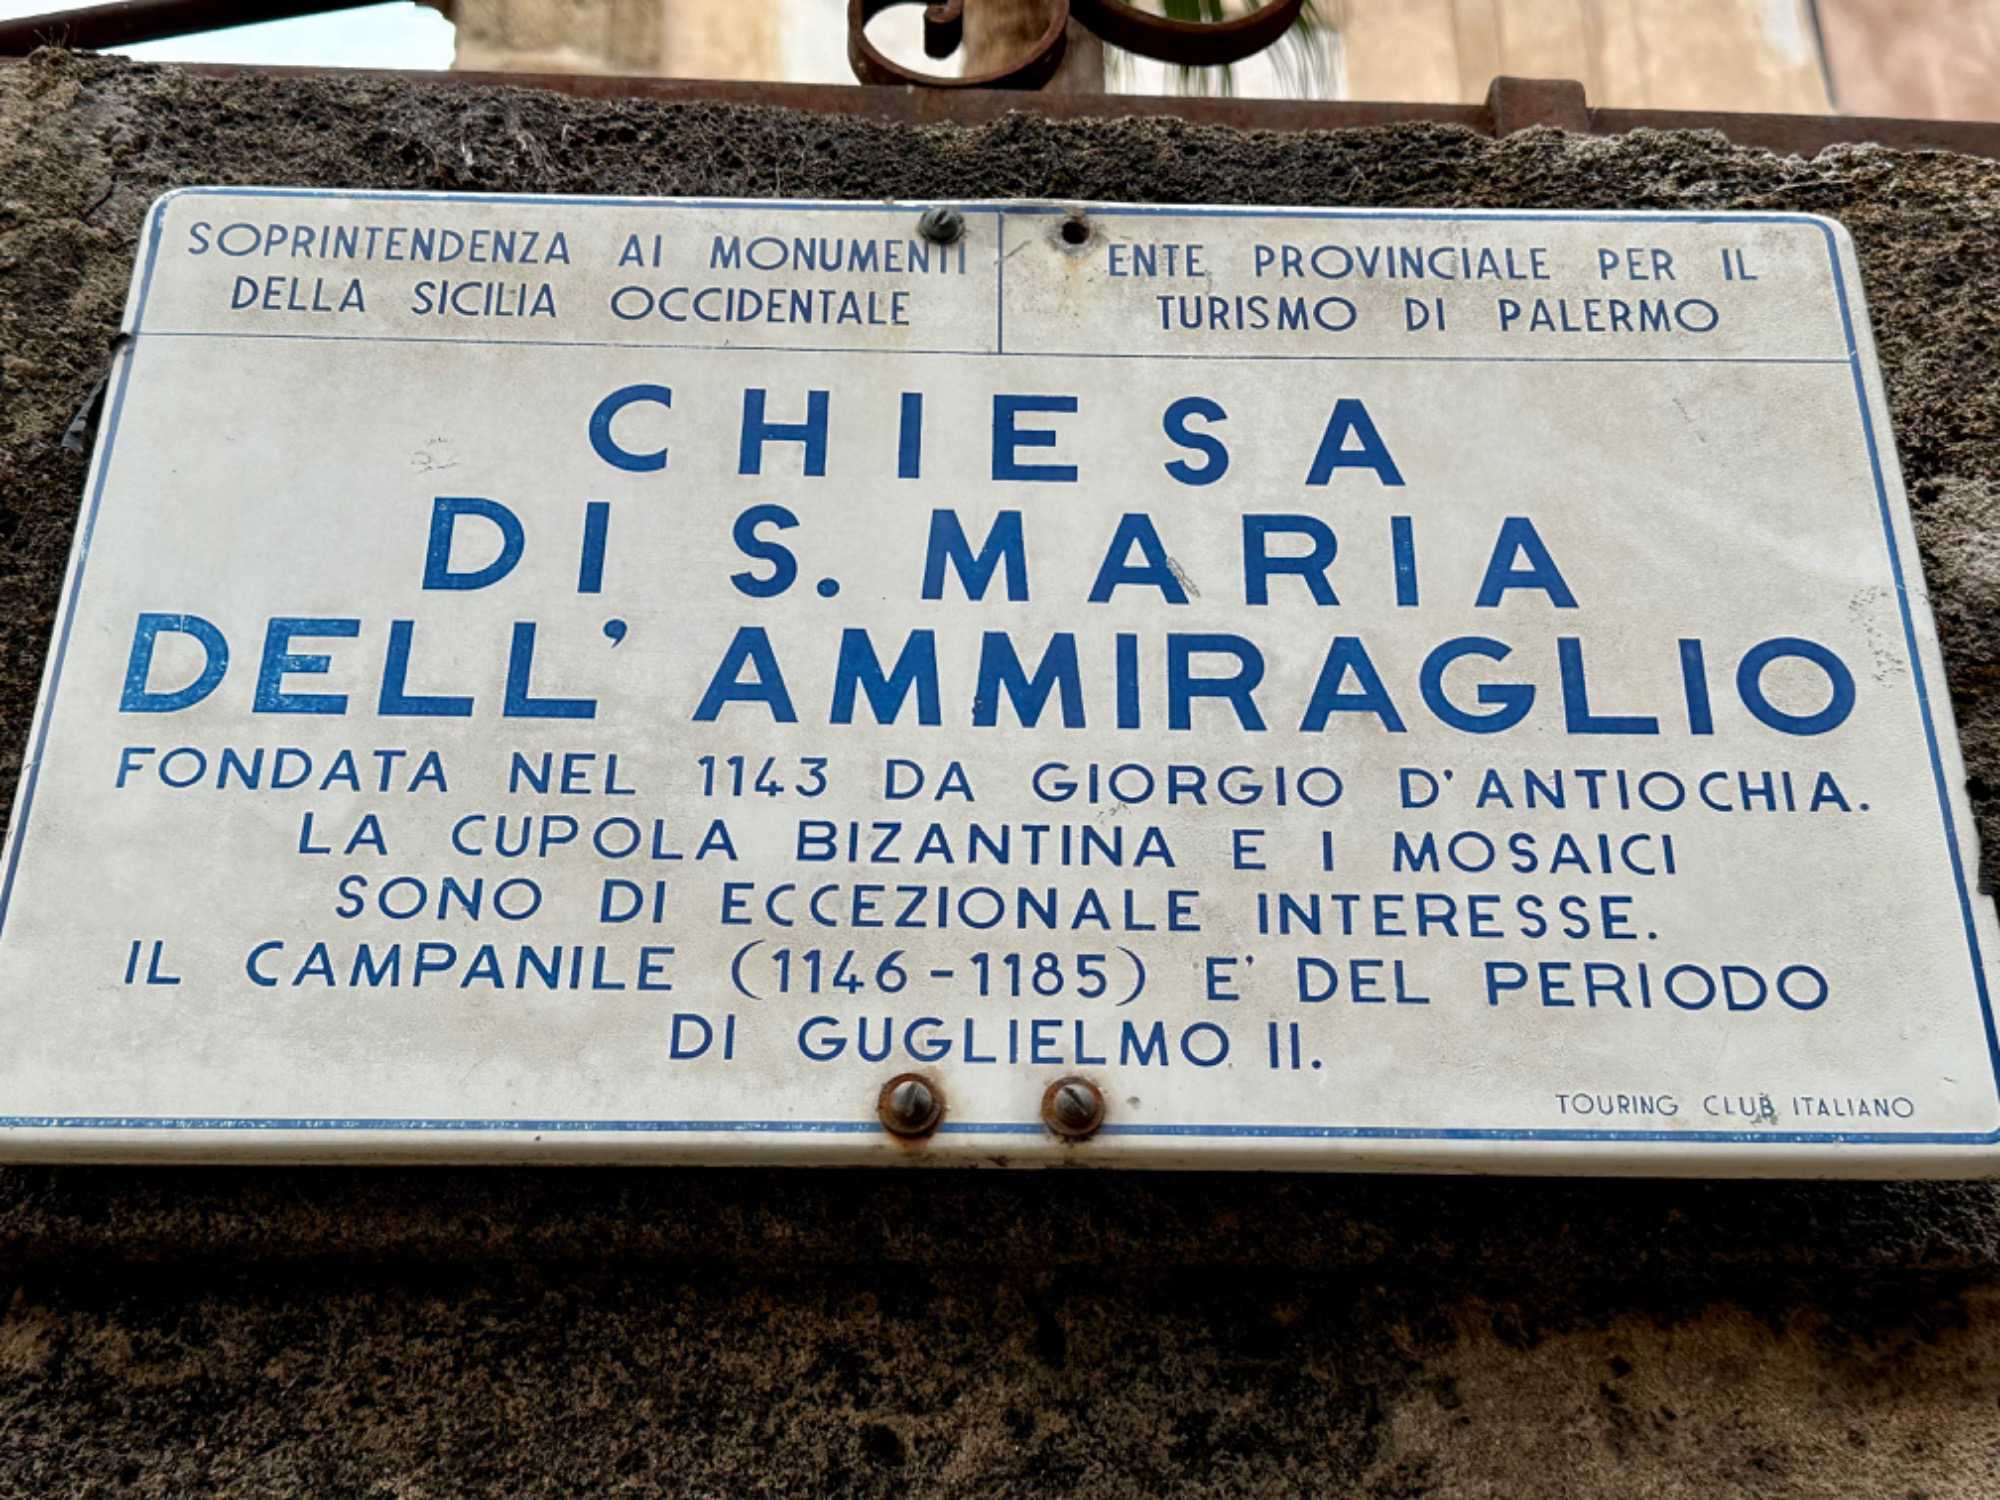 SOPRINTENDENZA AI MONUMENTI
DELLA SICILIA OCCIDENTALE
ENTE PROVINCIALE PER IL
TURISMO DI PALERMO
CHIESA
DI S. MARIA
DELL' AMMIRAGLIO
FONDATA NEL 1143 DA GIORGIO D'ANTIOCHIA.
LA CUPOLA BIZANTINA E I MOSAICI
SONO DI ECCEZIONALE INTERESSE.
IL CAMPANILE (1146-1185) E' DEL PERIODO
DI GUGLIELMO II.
TOURING CLUB ITALIANO